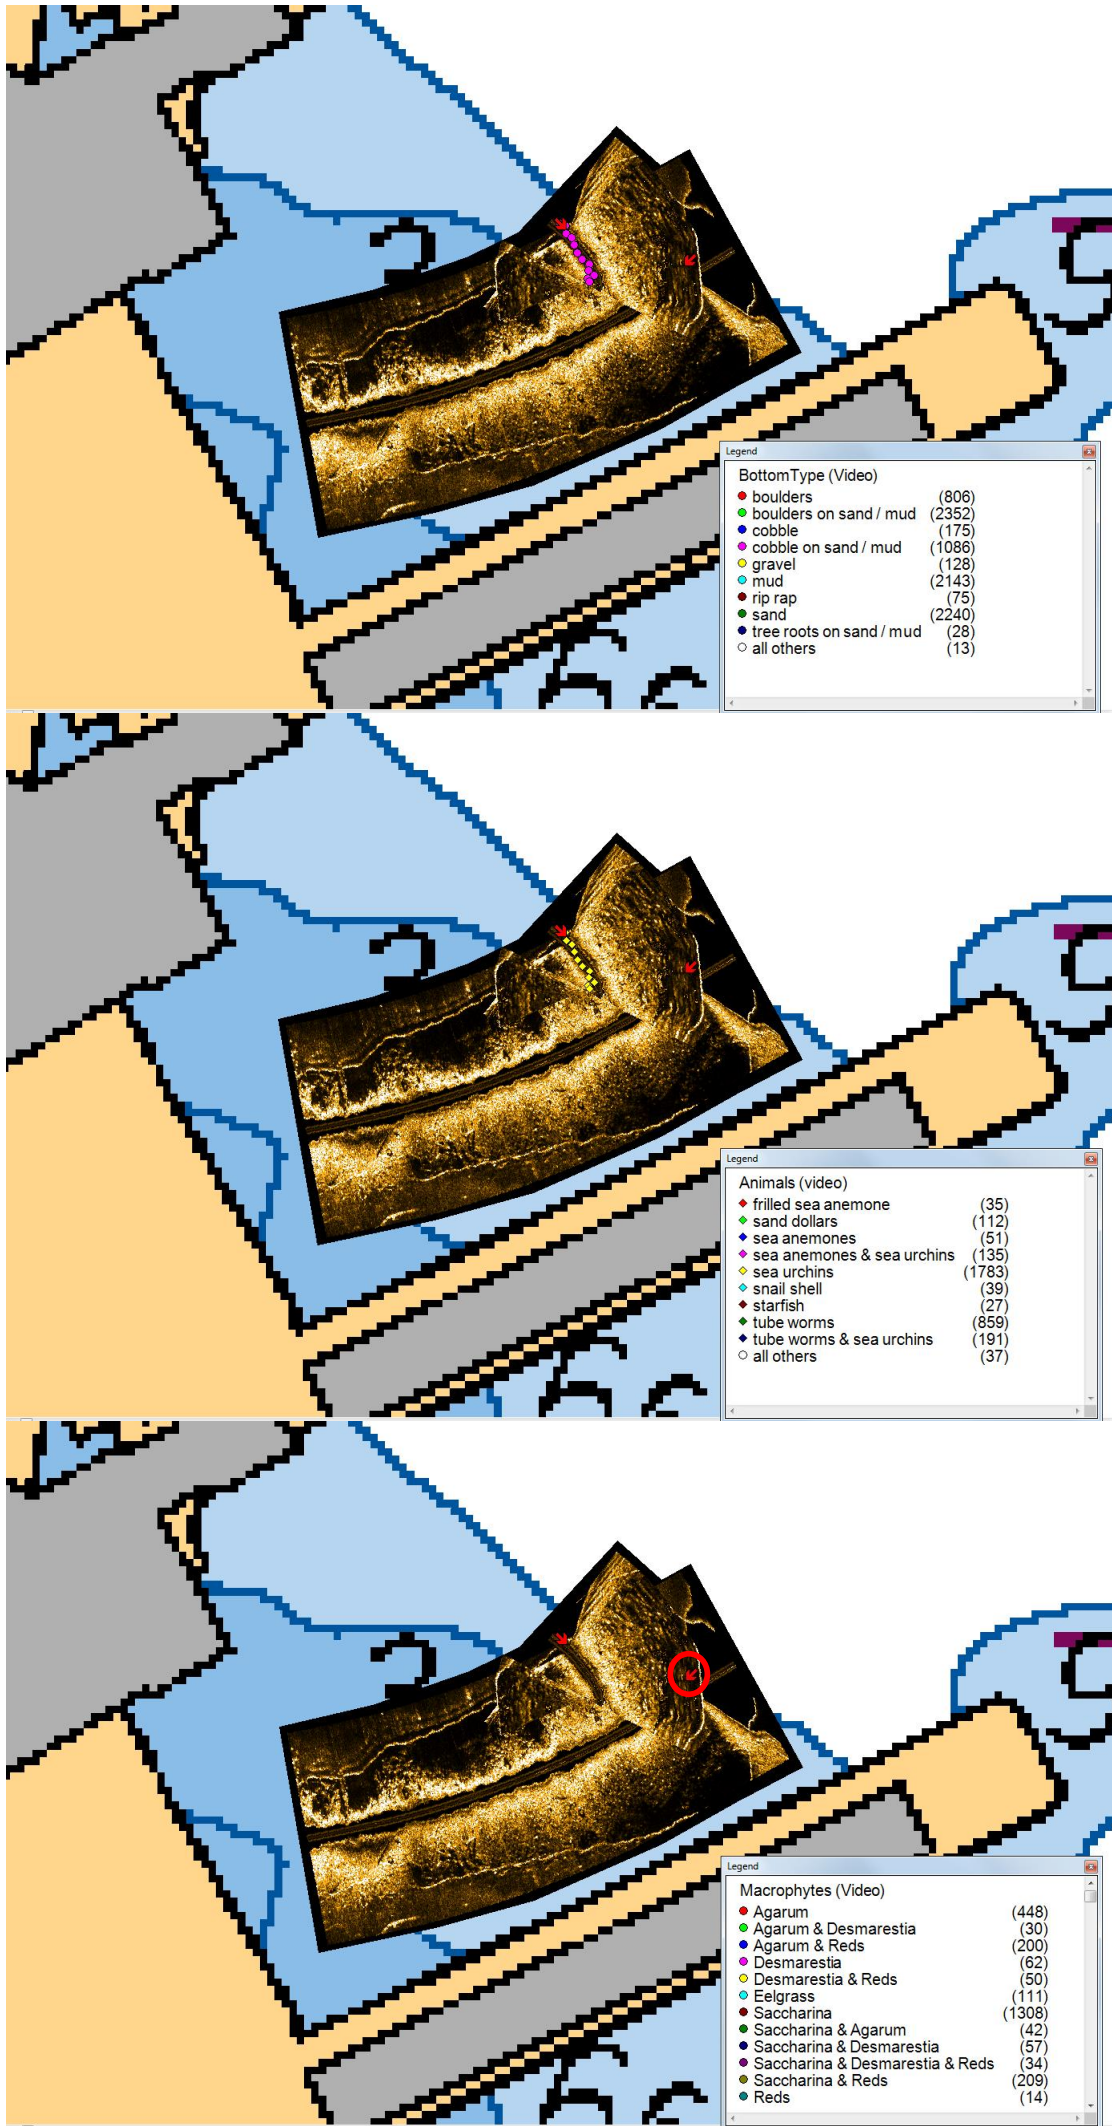 2
Legend
BottomType (Video)
boulders (806)
boulders on sand / mud (2352)
cobble (175)
cobble on sand / mud (1086)
gravel (128)
mud (2143)
rip rap (75)
sand (2240)
tree roots on sand / mud (28)
all others (13)
2
Legend
Animals (video)
frilled sea anemone (35)
sand dollars (112)
sea anemones (51)
sea anemones & sea urchins (135)
sea urchins (1783)
snail shell (39)
starfish (27)
tube worms (859)
tube worms & sea urchins (191)
all others (37)
2
Legend
Macrophytes (Video)
Agarum (448)
Agarum & Desmarestia (30)
Agarum & Reds (200)
Desmarestia (62)
Desmarestia & Reds (50)
Eelgrass (111)
Saccharina (1308)
Saccharina & Agarum (42)
Saccharina & Desmarestia (57)
Saccharina & Desmarestia & Reds (34)
Saccharina & Reds (209)
Reds (14)